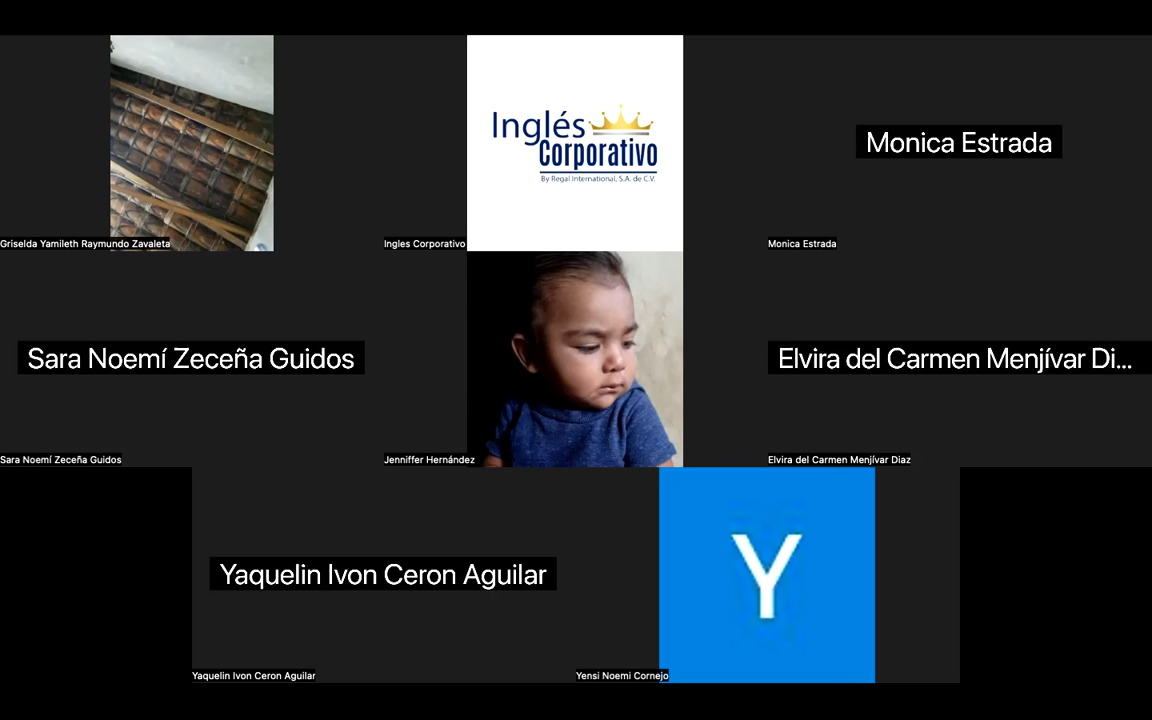 Inglés
Corporativo
By Regal International, S.A. de C.V.
Monica Estrada
Griselda Yamileth Raymundo Zavaleta
Ingles Corporativo
Monica Estrada
Sara Noemí Zeceña Guidos
Elvira del Carmen Menjívar Di...
Sara Noemí Zeceña Guidos
Jenniffer Hernández
Elvira del Carmen Menjívar Diaz
Yaquelin Ivon Ceron Aguilar
Y
Yaquelin Ivon Ceron Aguilar
Yensi Noemi Cornejo